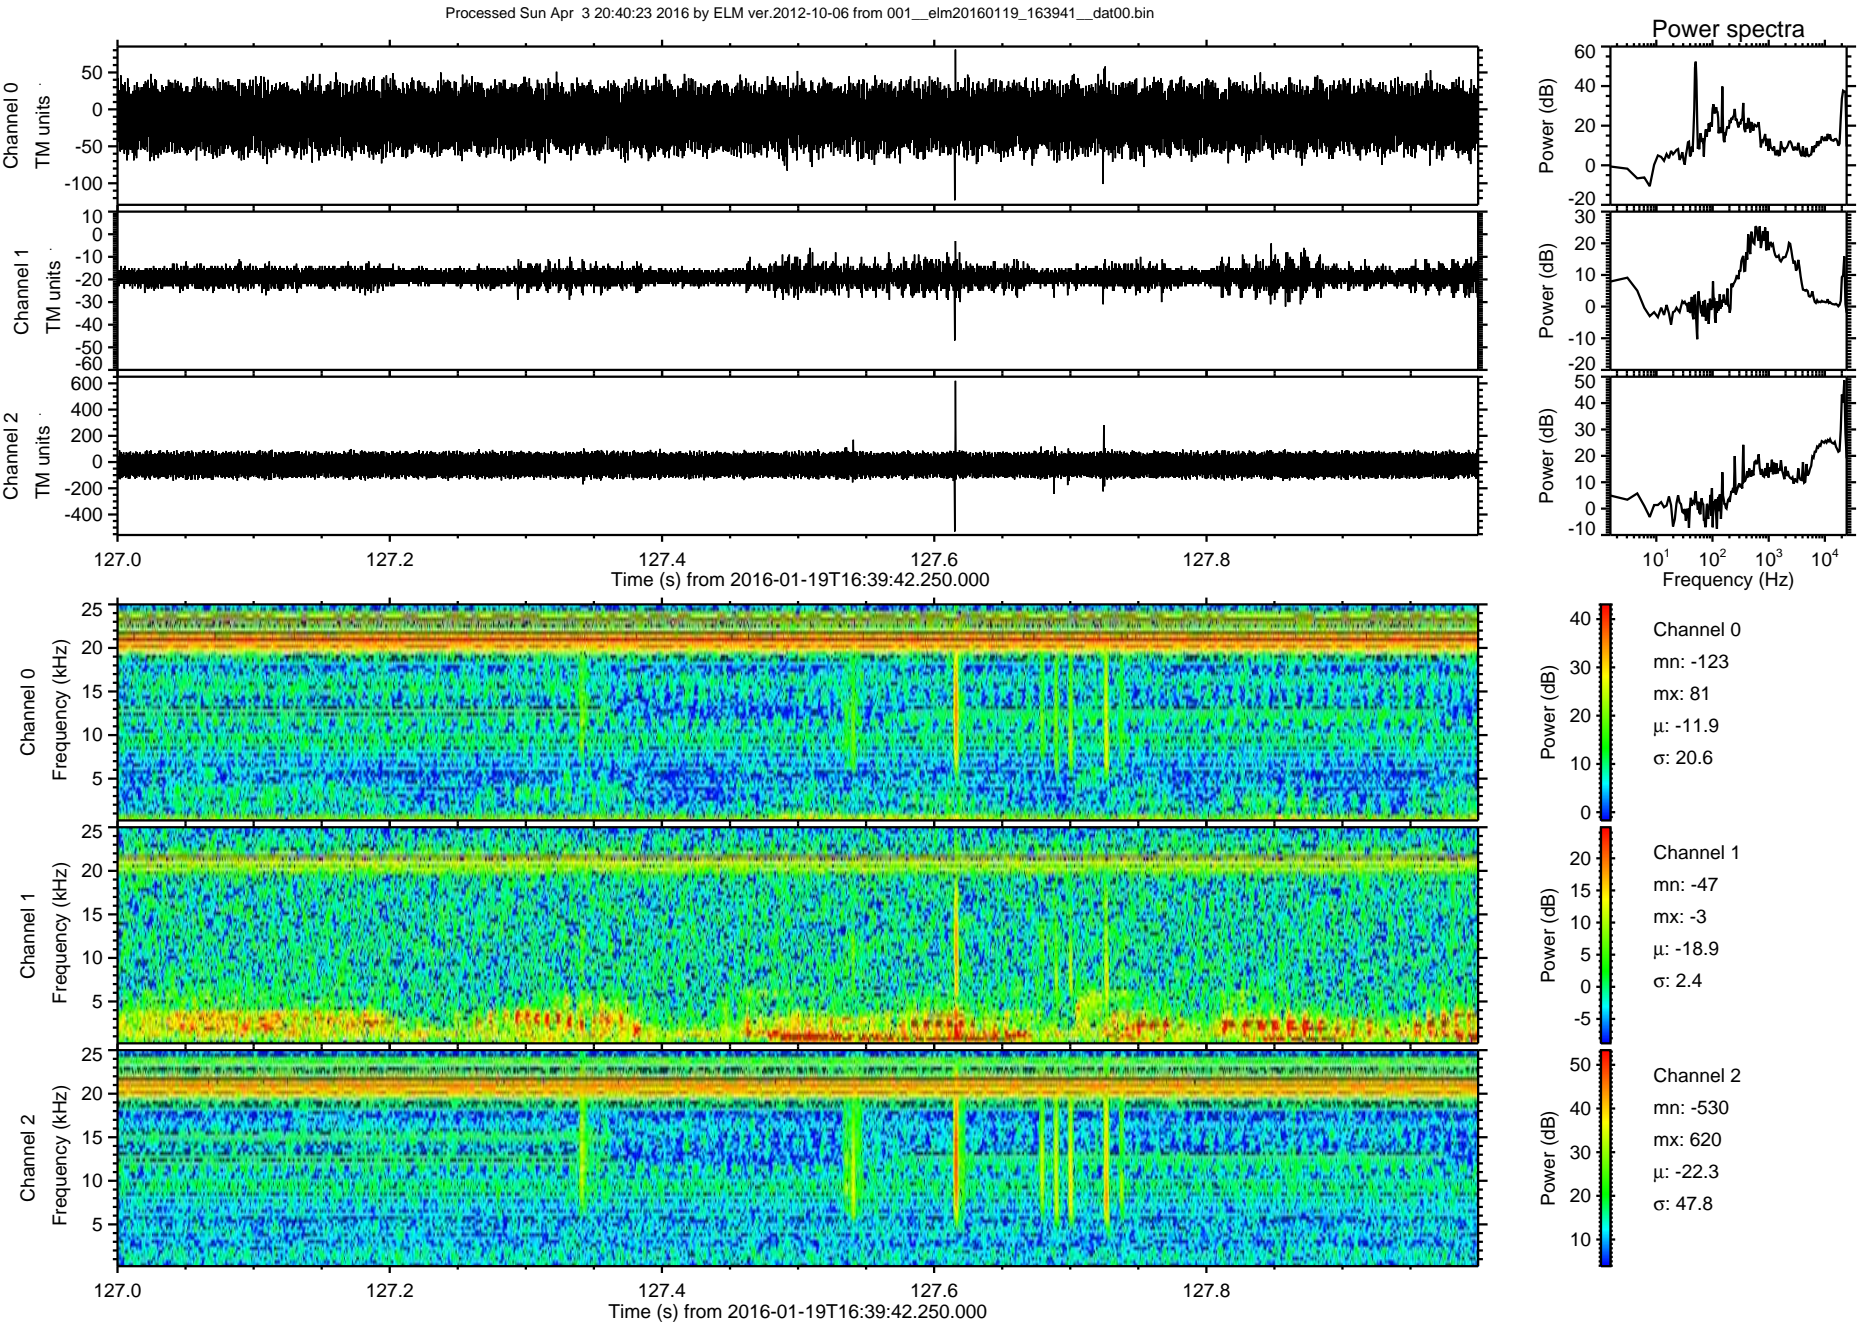 Processed Sun Apr  3 20:40:23 2016 by ELM ver.2012-10-06 from 001__elm20160119_163941__dat00.bin
Power spectra
Channel 0
TM units
50
0
-50
-100
Power (dB)
60
40
20
0
-20
Channel 1
TM units
10
0
-10
-20
-30
-40
-50
-60
Power (dB)
30
20
10
0
-10
-20
Channel 2
TM units
600
400
200
0
-200
-400
Power (dB)
50
40
30
20
10
0
-10
127.0
127.2
127.4
127.6
127.8
Time (s) from 2016-01-19T16:39:42.250.000
10^1
10^2
10^3
10^4
Frequency (Hz)
Channel 0
Frequency (kHz)
25
20
15
10
5
Power (dB)
40
30
20
10
0
Channel 0
mn: -123
mx: 81
µ: -11.9
σ: 20.6
Channel 1
Frequency (kHz)
25
20
15
10
5
Power (dB)
20
15
10
5
0
-5
Channel 1
mn: -47
mx: -3
µ: -18.9
σ: 2.4
Channel 2
Frequency (kHz)
25
20
15
10
5
Power (dB)
50
40
30
20
10
Channel 2
mn: -530
mx: 620
µ: -22.3
σ: 47.8
127.0
127.2
127.4
127.6
127.8
Time (s) from 2016-01-19T16:39:42.250.000